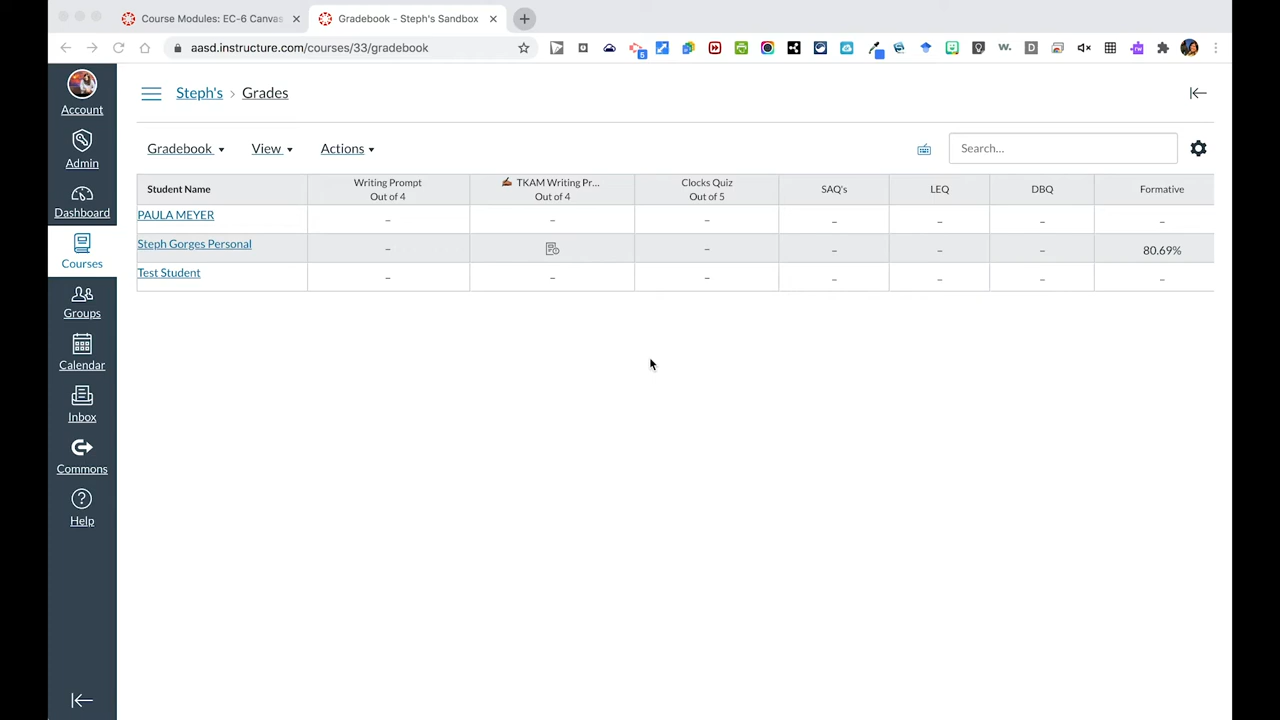 Course Modules: EC-6 Canvas
Gradebook - Steph's Sandbox
aasd.instructure.com/courses/33/gradebook
5
W.
D
rw
Account
Admin
Dashboard
Courses
Groups
Calendar
Inbox
Commons
Help
Steph's > Grades
Gradebook View Actions
Search...
Student Name
Writing Prompt
Out of 4
TKAM Writing Pr...
Out of 4
Clocks Quiz
Out of 5
SAQ's
LEQ
DBQ
Formative
PAULA MEYER – – – – – – –
Steph Gorges Personal – – – – – 80.69%
Test Student – – – – – – –